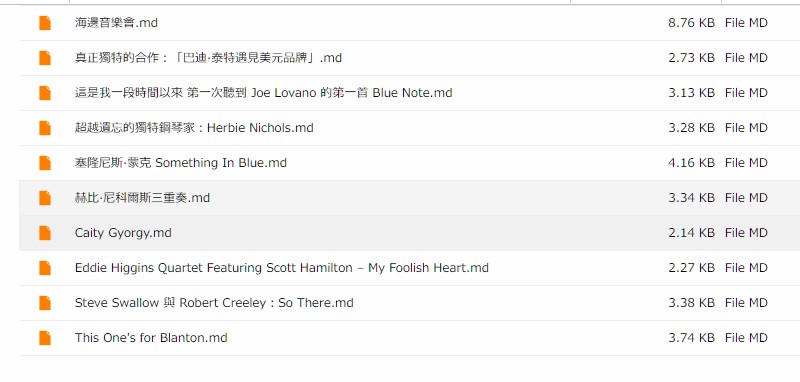 海邊音樂會.md 8.76 KB File MD
真正獨特的合作：「巴迪·泰特遇見美元品牌」.md 2.73 KB File MD
這是我一段時間以來 第一次聽到 Joe Lovano 的第一首 Blue Note.md 3.13 KB File MD
超越遺忘的獨特鋼琴家：Herbie Nichols.md 3.28 KB File MD
塞隆尼斯·蒙克 Something In Blue.md 4.16 KB File MD
赫比·尼科爾斯三重奏.md 3.34 KB File MD
Caity Gyorgy.md 2.14 KB File MD
Eddie Higgins Quartet Featuring Scott Hamilton – My Foolish Heart.md 2.27 KB File MD
Steve Swallow 與 Robert Creeley：So There.md 3.38 KB File MD
This One's for Blanton.md 3.74 KB File MD